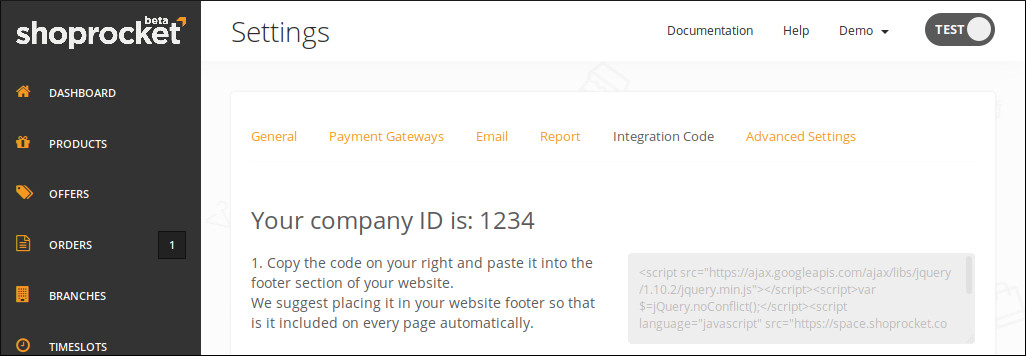 beta
shoprocket
Settings
Documentation Help Demo TEST
DASHBOARD
PRODUCTS
OFFERS
ORDERS 1
BRANCHES
TIMESLOTS
General Payment Gateways Email Report Integration Code Advanced Settings
Your company ID is: 1234
1. Copy the code on your right and paste it into the
footer section of your website.
We suggest placing it in your website footer so that
is it included on every page automatically.
<script src="https://ajax.googleapis.com/ajax/libs/jquery
/1.10.2/jquery.min.js"></script><script>var
$=jQuery.noConflict();</script><script
language="javascript" src="https://space.shoprocket.co